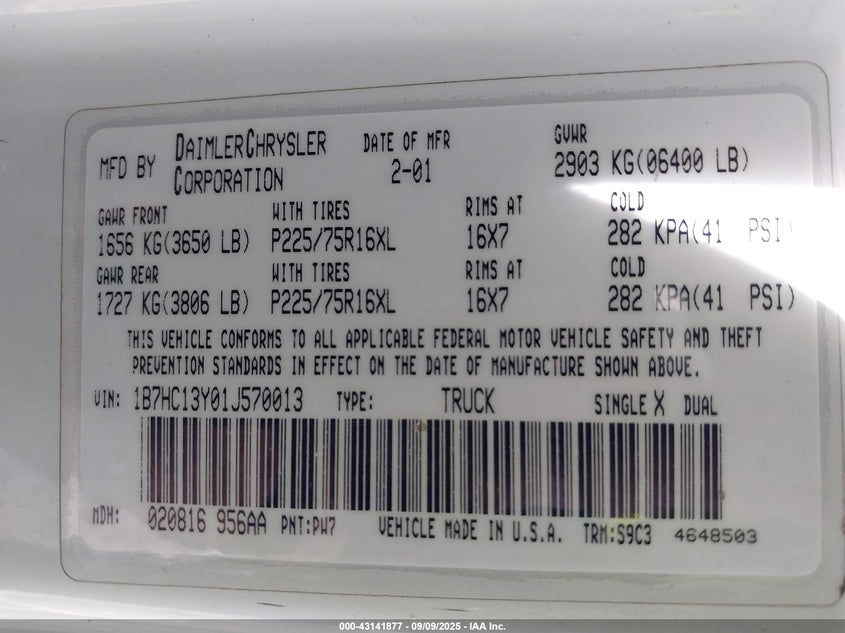 MFD BY DAIMLERCHRYSLER CORPORATION DATE OF MFR 2-01 GVWR 2903 KG(06400 LB)
GAWR FRONT WITH TIRES RIMS AT COLD
1656 KG(3650 LB) P225/75R16XL 16X7 282 KPA(41 PSI)
GAWR REAR WITH TIRES RIMS AT COLD
1727 KG(3806 LB) P225/75R16XL 16X7 282 KPA(41 PSI)
THIS VEHICLE CONFORMS TO ALL APPLICABLE FEDERAL MOTOR VEHICLE SAFETY AND THEFT
PREVENTION STANDARDS IN EFFECT ON THE DATE OF MANUFACTURE SHOWN ABOVE.
VIN: 1B7HC13Y01J570013 TYPE: TRUCK SINGLE X DUAL
MDH: 020816 956AA PNT:PW7 VEHICLE MADE IN U.S.A. TRM:S9C3 4648503
000-43141877 - 09/09/2025 - IAA Inc.